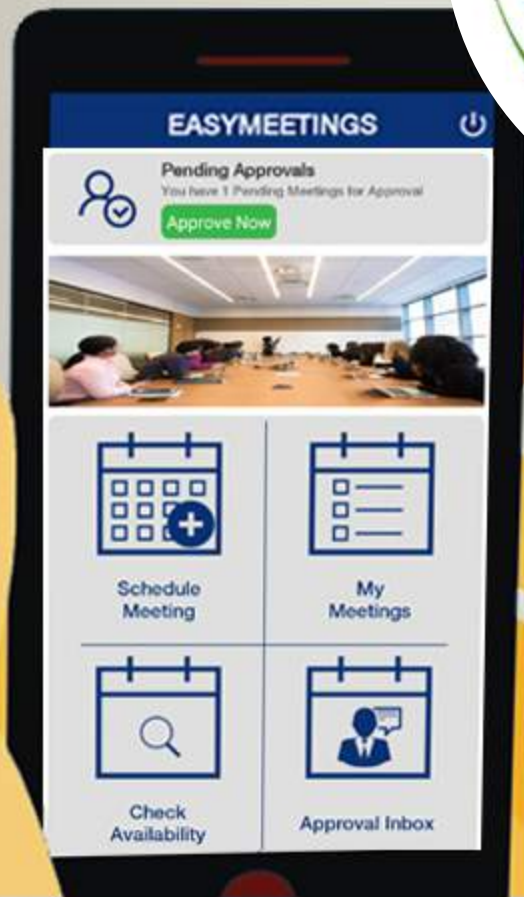 EASYMEETINGS
Pending Approvals
You have 1 Pending Meetings for Approval
Approve Now
Schedule
Meeting
My
Meetings
Check
Availability
Approval Inbox